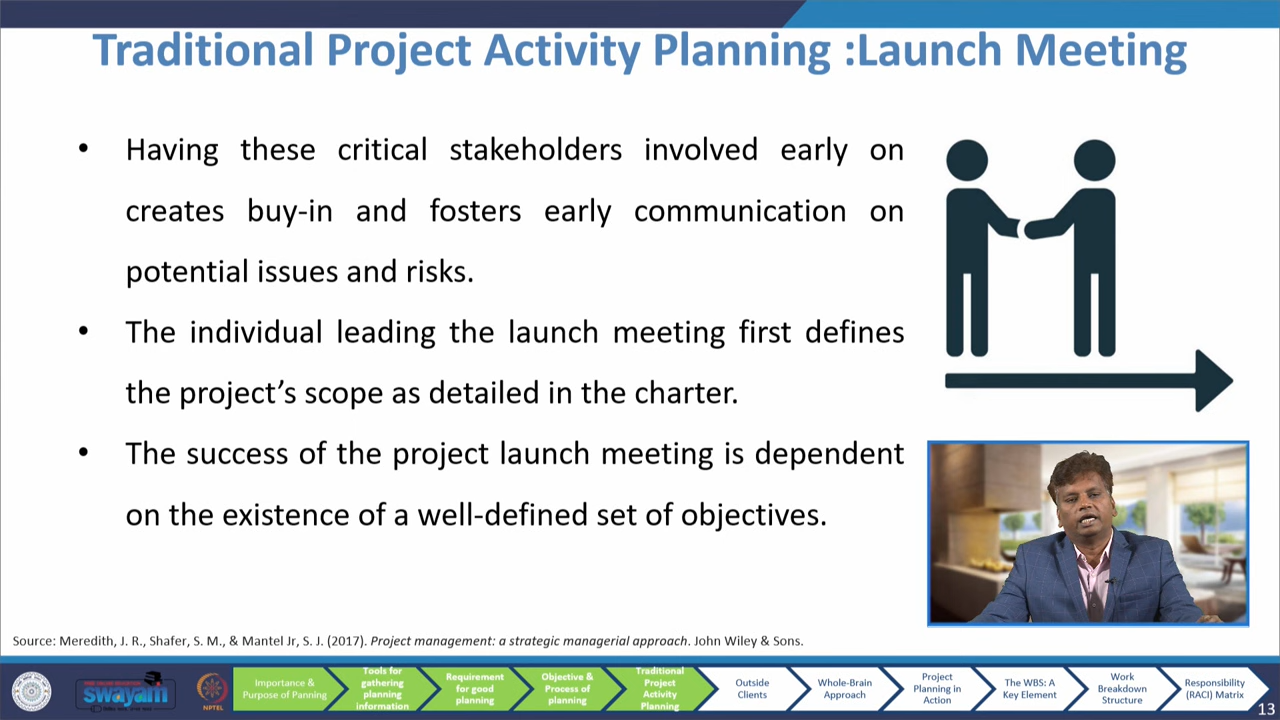 Traditional Project Activity Planning :Launch Meeting
• Having these critical stakeholders involved early on
creates buy-in and fosters early communication on
potential issues and risks.
• The individual leading the launch meeting first defines
the project's scope as detailed in the charter.
• The success of the project launch meeting is dependent
on the existence of a well-defined set of objectives.
Source: Meredith, J. R., Shafer, S. M., & Mantel Jr, S. J. (2017). Project management: a strategic managerial approach. John Wiley & Sons.
swayam
NPTEL
Importance &
Purpose of Panning
Tools for
gathering
planning
information
Requirement
for good
planning
Objective &
Process of
planning
Traditional
Project
Activity
Planning
Outside
Clients
Whole-Brain
Approach
Project
Planning in
Action
The WBS: A
Key Element
Work
Breakdown
Structure
Responsibility
(RACI) Matrix
13